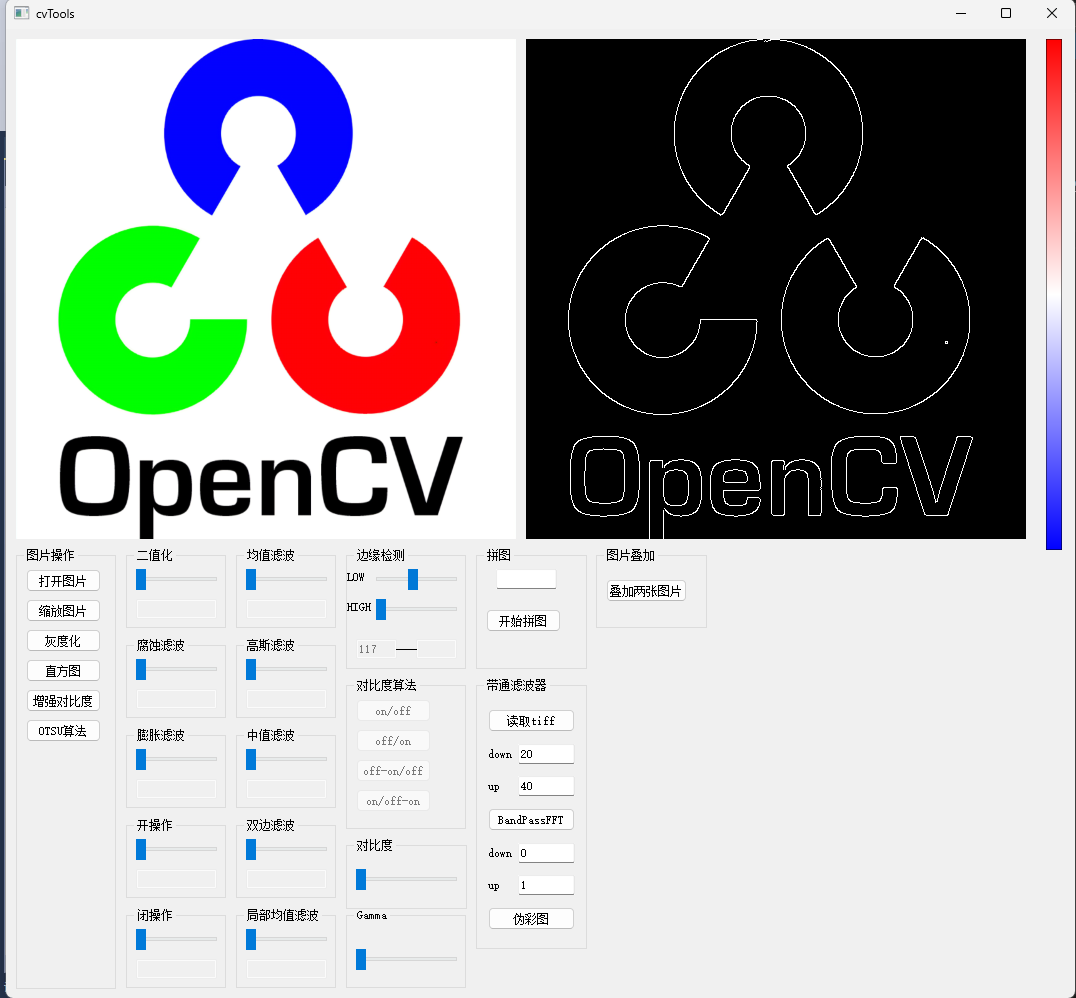 cvTools
OpenCV
OpenCV
图片操作
打开图片
缩放图片
灰度化
直方图
增强对比度
OTSU算法
二值化
腐蚀滤波
膨胀滤波
开操作
闭操作
均值滤波
高斯滤波
中值滤波
双边滤波
局部均值滤波
边缘检测
LOW
HIGH
117
对比度算法
on/off
off/on
off-on/off
on/off-on
对比度
Gamma
拼图
开始拼图
带通滤波器
读取tiff
down 20
up 40
BandPassFFT
down 0
up 1
伪彩图
图片叠加
叠加两张图片